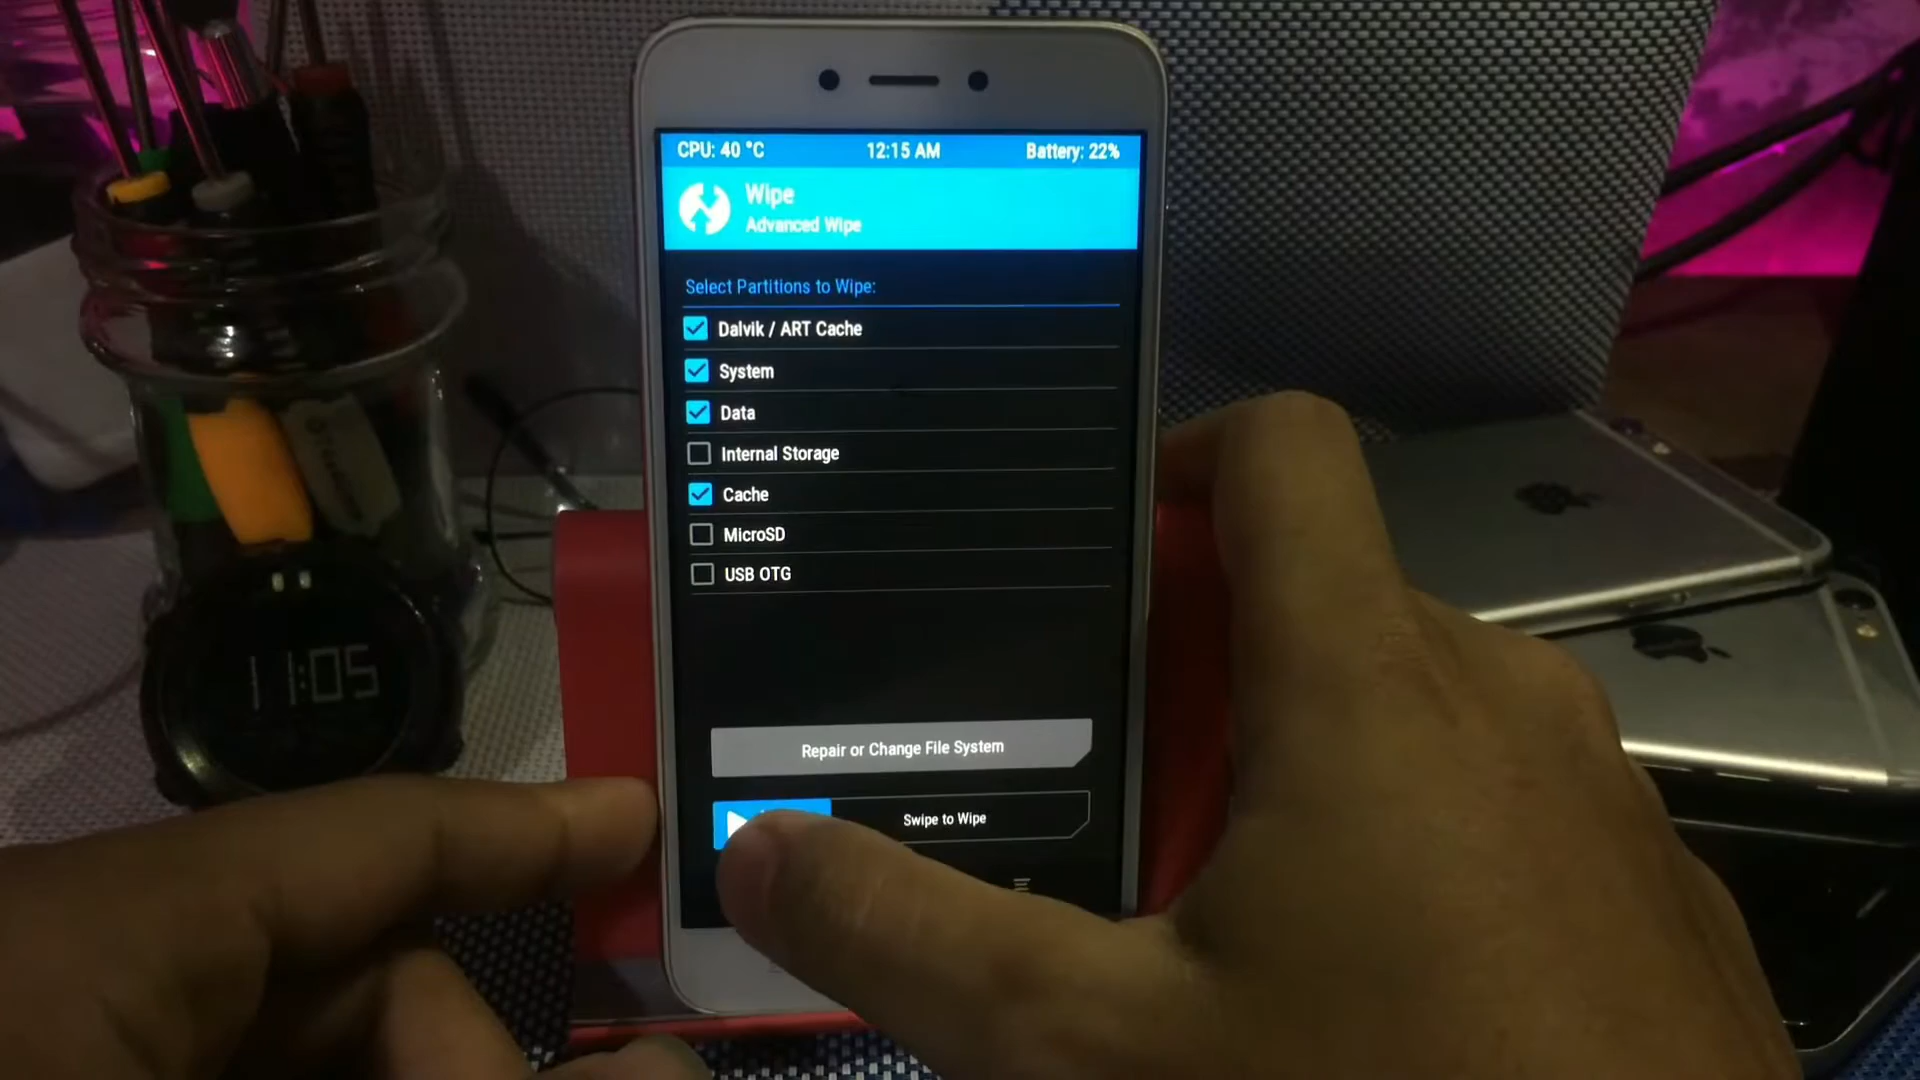 CPU: 40 °C 12:15 AM Battery: 22%
Wipe
Advanced Wipe
Select Partitions to Wipe:
Dalvik / ART Cache
System
Data
Internal Storage
Cache
MicroSD
USB OTG
Repair or Change File System
Swipe to Wipe
11:05